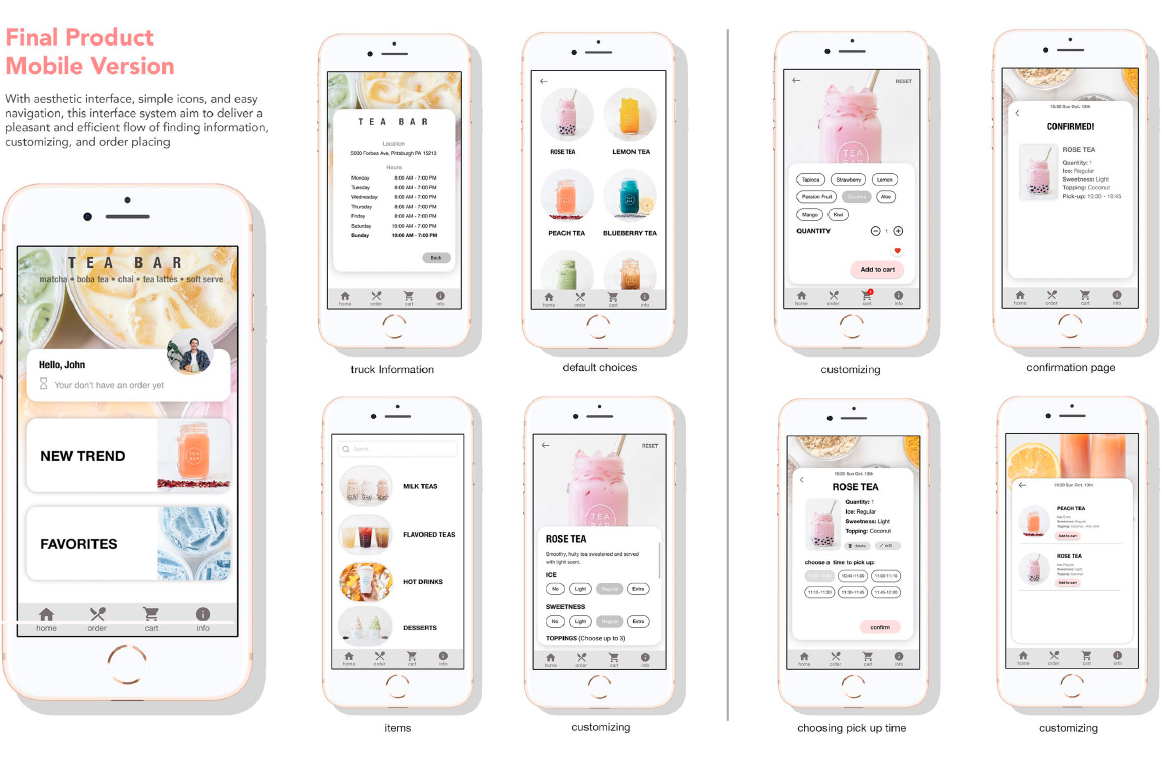 Final Product
Mobile Version
With aesthetic interface, simple icons, and easy
navigation, this interface system aim to deliver a
pleasant and efficient flow of finding information,
customizing, and order placing
TEA BAR
matcha • boba tea • chai • tea lattés • soft serve
Hello, John
Your don't have an order yet
NEW TREND
TEA
BAR
FAVORITES
home order cart info
TEA BAR
Location
5000 Forbes Ave, Pittsburgh PA 15213
Hours
Monday 8:00 AM - 7:00 PM
Tuesday 8:00 AM - 7:00 PM
Wednesday 8:00 AM - 7:00 PM
Thursday 8:00 AM - 7:00 PM
Friday 8:00 AM - 7:00 PM
Saturday 10:00 AM - 7:00 PM
Sunday 10:00 AM - 7:00 PM
Back
home order cart info
truck Information
ROSE TEA LEMON TEA
PEACH TEA BLUEBERRY TEA
home order cart info
default choices
RESET
TEA
BAR
Tapioca Strawberry Lemon
Passion Fruit Coconut Aloe
Mango Kiwi
QUANTITY 1
Add to cart
home order cart info
customizing
10:20 Sun Oct. 13th
CONFIRMED!
ROSE TEA
Quantity: 1
Ice: Regular
Sweetness: Light
Topping: Coconut
Pick-up: 10:30 - 10:45
home order cart info
confirmation page
Search
MILK TEAS
FLAVORED TEAS
HOT DRINKS
DESSERTS
home order cart info
items
RESET
TEA
BAR
ROSE TEA
Smoothy, fruity tea sweetened and served
with light scent.
ICE
No Light Regular Extra
SWEETNESS
No Light Regular Extra
TOPPINGS (Choose up to 3)
home order cart info
customizing
10:20 Sun Oct. 13th
ROSE TEA
Quantity: 1
Ice: Regular
Sweetness: Light
Topping: Coconut
delete edit
choose a time to pick up:
10:45-11:00 11:00-11:15
11:15-11:30 11:30-11:45 11:45-12:00
confirm
home order cart info
choosing pick up time
10:20 Sun Oct. 13th
PEACH TEA
Sweetness: Regular
Add to cart
ROSE TEA
Ice: Regular
Sweetness: Light
Topping: Coconut
Add to cart
home order cart info
customizing